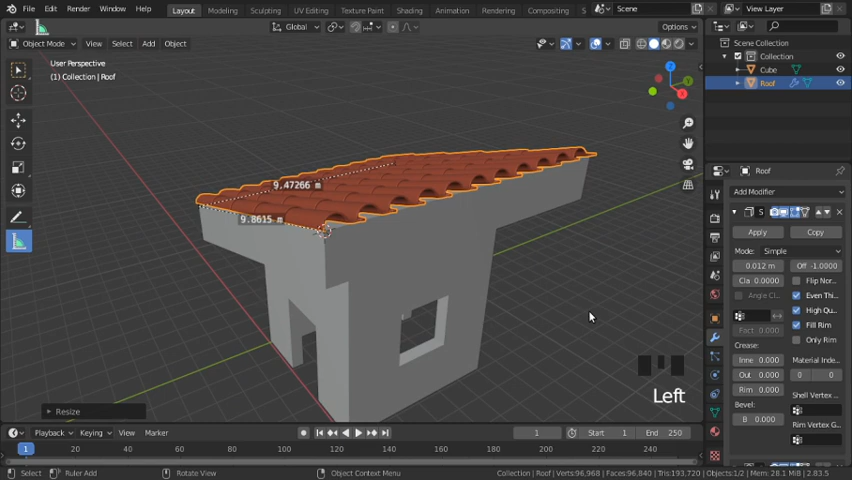 File Edit Render Window Help
Layout Modeling Sculpting UV Editing Texture Paint Shading Animation Rendering Compositing
Scene
View Layer
Global
Options
Object Mode View Select Add Object
User Perspective
(1) Collection | Roof
Scene Collection
Collection
Cube
Roof
9.47266 m
9.8615 m
X
Y
Z
Roof
Add Modifier
S
Apply Copy
Mode: Simple
0.012 m Off -1.0000
Cla 0.0000 Flip Nor
Angle Cl Even Thi
High Qu
Fact 0.000 Fill Rim
Crease: Only Rim
Inne 0.000 Material Inde
Out 0.000 0 0
Rim 0.000 Shell Vertex
Bevel:
B 0.000 Rim Vertex G
Left
Resize
Playback Keying View Marker
1 Start 1 End 250
1 20 40 60 80 100 120 140 160 180 200 220 240
Select Ruler Add Rotate View Object Context Menu
Collection | Roof | Verts:96,968 | Faces:96,840 | Tris:193,720 | Objects:1/2 | Mem: 28.1 MiB | 2.83.5